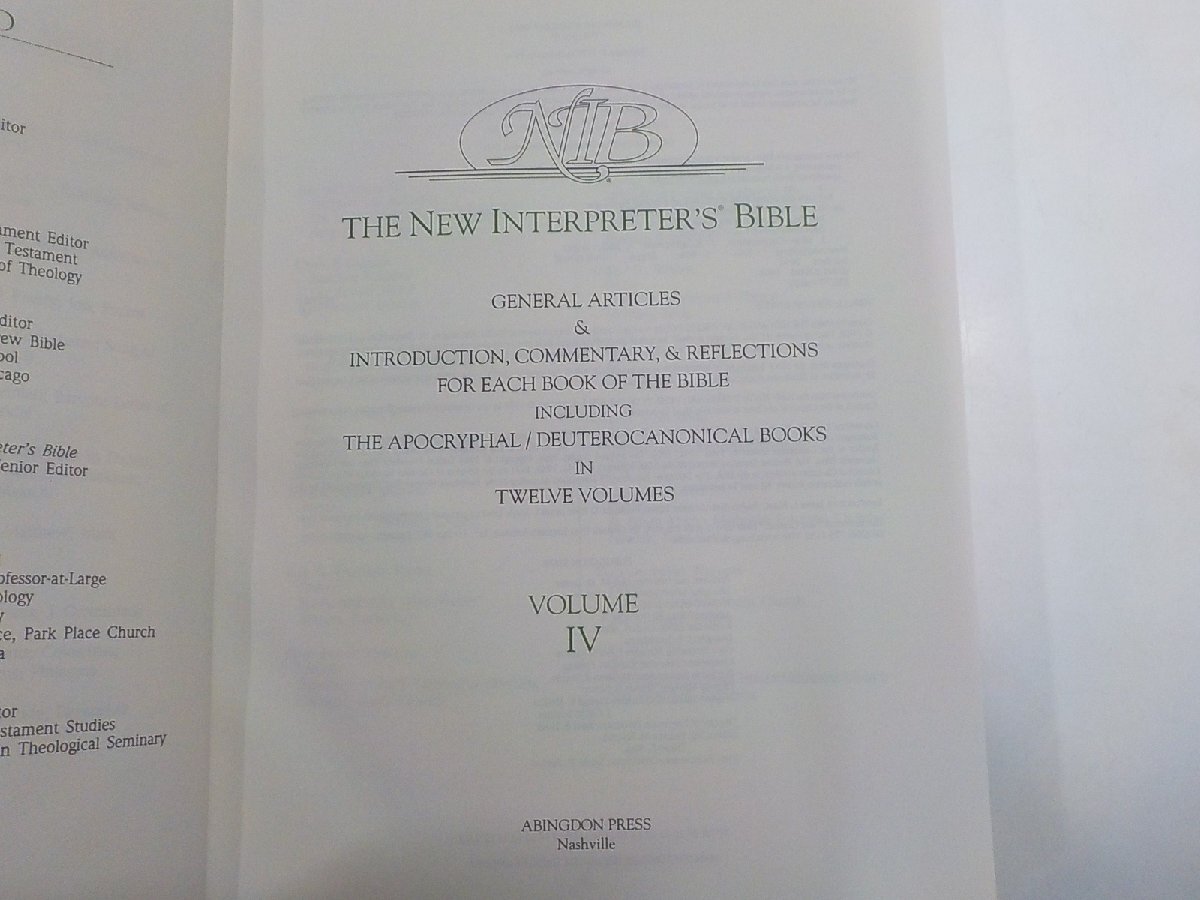 itor
ament Editor
Testament
of Theology
ditor
ew Bible
ool
cago
eter's Bible
enior Editor
ofessor-at-Large
ology
y
ce, Park Place Church
a
tor
stament Studies
n Theological Seminary
NIB
THE NEW INTERPRETER'S® BIBLE
GENERAL ARTICLES
&
INTRODUCTION, COMMENTARY, & REFLECTIONS
FOR EACH BOOK OF THE BIBLE
INCLUDING
THE APOCRYPHAL / DEUTEROCANONICAL BOOKS
IN
TWELVE VOLUMES
VOLUME
IV
ABINGDON PRESS
Nashville